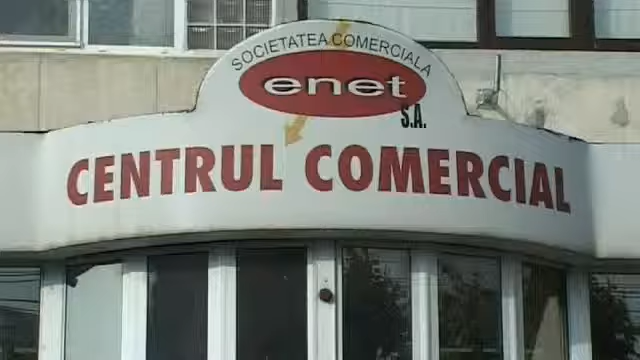 SOCIETATEA COMERCIALA
enet
S.A.
CENTRUL COMERCIAL